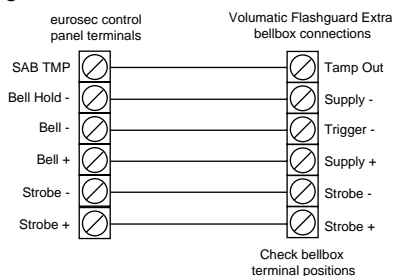 eurosec control
panel terminals
Volumatic Flashguard Extra
bellbox connections
SAB TMP
Tamp Out
Bell Hold -
Supply -
Bell -
Trigger -
Bell +
Supply +
Strobe -
Strobe -
Strobe +
Strobe +
Check bellbox
terminal positions